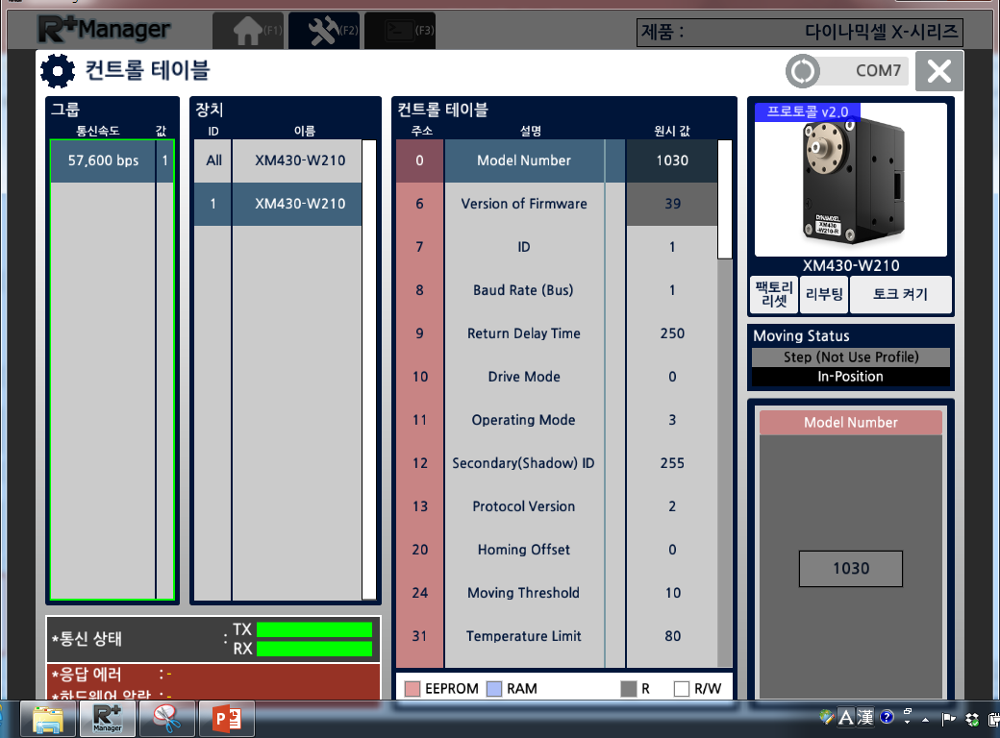 R+Manager
(F1)
(F2)
(F3)
제품 :
다이나믹셀 X-시리즈
컨트롤 테이블
COM7
그룹
통신속도 값
57,600 bps 1
장치
ID 이름
All XM430-W210
1 XM430-W210
컨트롤 테이블
주소 설명 원시 값
0 Model Number 1030
6 Version of Firmware 39
7 ID 1
8 Baud Rate (Bus) 1
9 Return Delay Time 250
10 Drive Mode 0
11 Operating Mode 3
12 Secondary(Shadow) ID 255
13 Protocol Version 2
20 Homing Offset 0
24 Moving Threshold 10
31 Temperature Limit 80
EEPROM RAM R R/W
프로토콜 v2.0
DYNAMIXEL
XM430
-W210-R
XM430-W210
팩토리
리셋
리부팅
토크 켜기
Moving Status
Step (Not Use Profile)
In-Position
Model Number
1030
*통신 상태 : TX
RX
*응답 에러 : -
*하드웨어 알람 : -
R+
Manager
P
A 漢